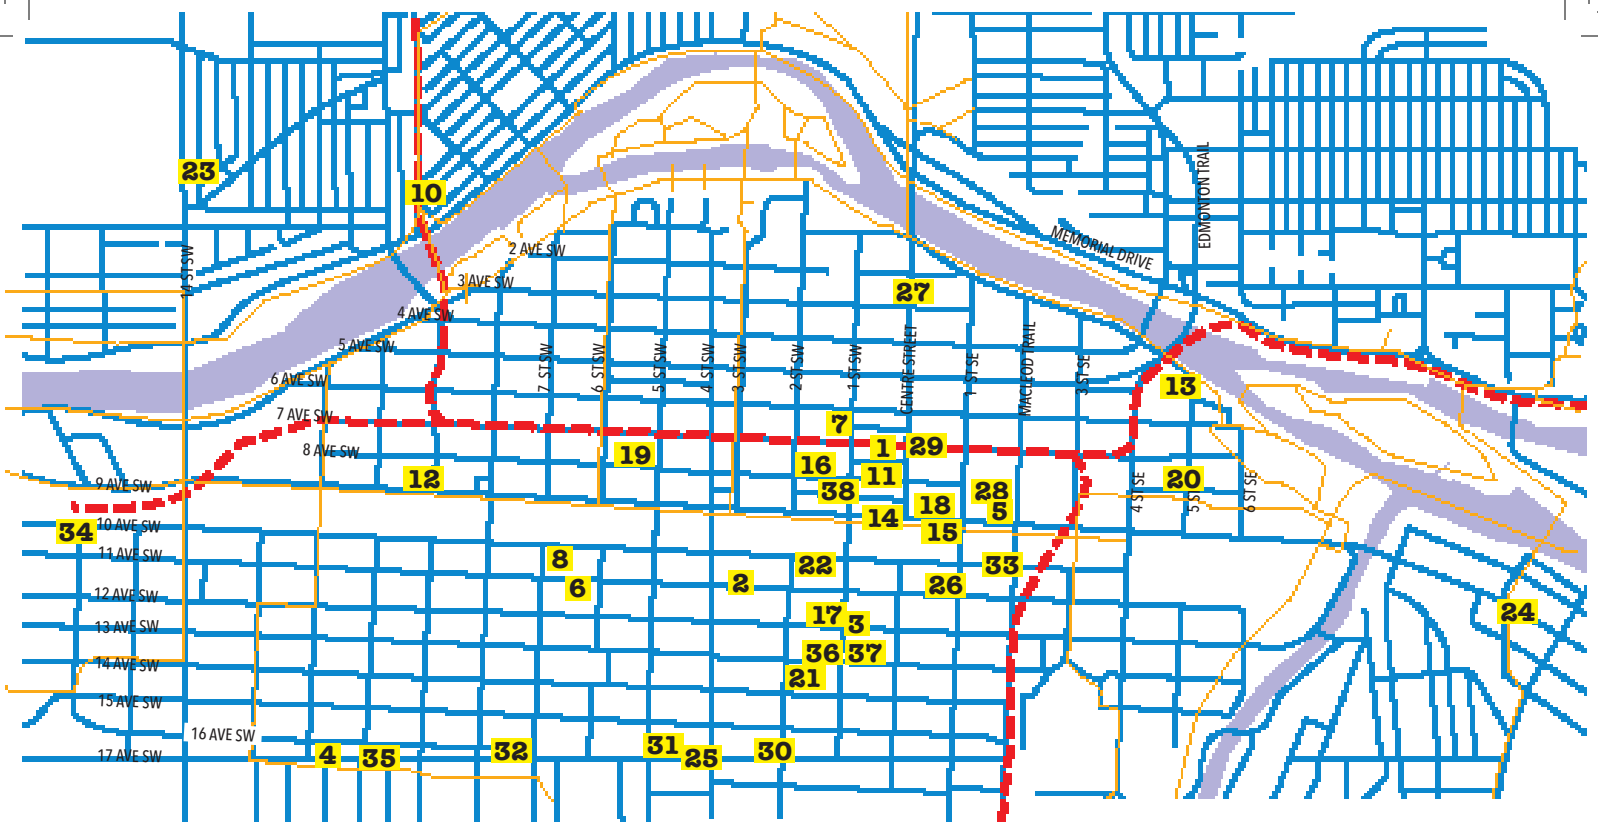 23
10
EDMONTON TRAIL
MEMORIAL DRIVE
14 ST SW
2 AVE SW
3 AVE SW
27
4 AVE SW
5 AVE SW
7 ST SW
6 ST SW
5 ST SW
4 ST SW
3 ST SW
2 ST SW
1 ST SW
CENTRE STREET
1 ST SE
MACLEOD TRAIL
3 ST SE
6 AVE SW
13
7 AVE SW
7
8 AVE SW
19
1
29
16
11
12
9 AVE SW
38
28
20
4 ST SE
6 ST SE
18
5
14
15
34
10 AVE SW
11 AVE SW
8
22
33
6
2
26
12 AVE SW
17
3
24
13 AVE SW
36
37
14 AVE SW
21
15 AVE SW
16 AVE SW
17 AVE SW
4
35
32
31
25
30